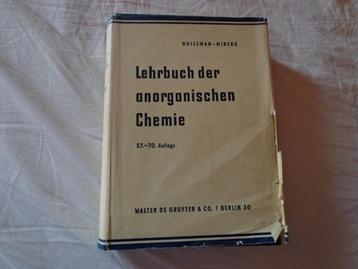 HOLLEMAN-WIBERG
Lehrbuch der
anorganischen
Chemie
57.–70. Auflage
WALTER DE GRUYTER & CO. / BERLIN 30